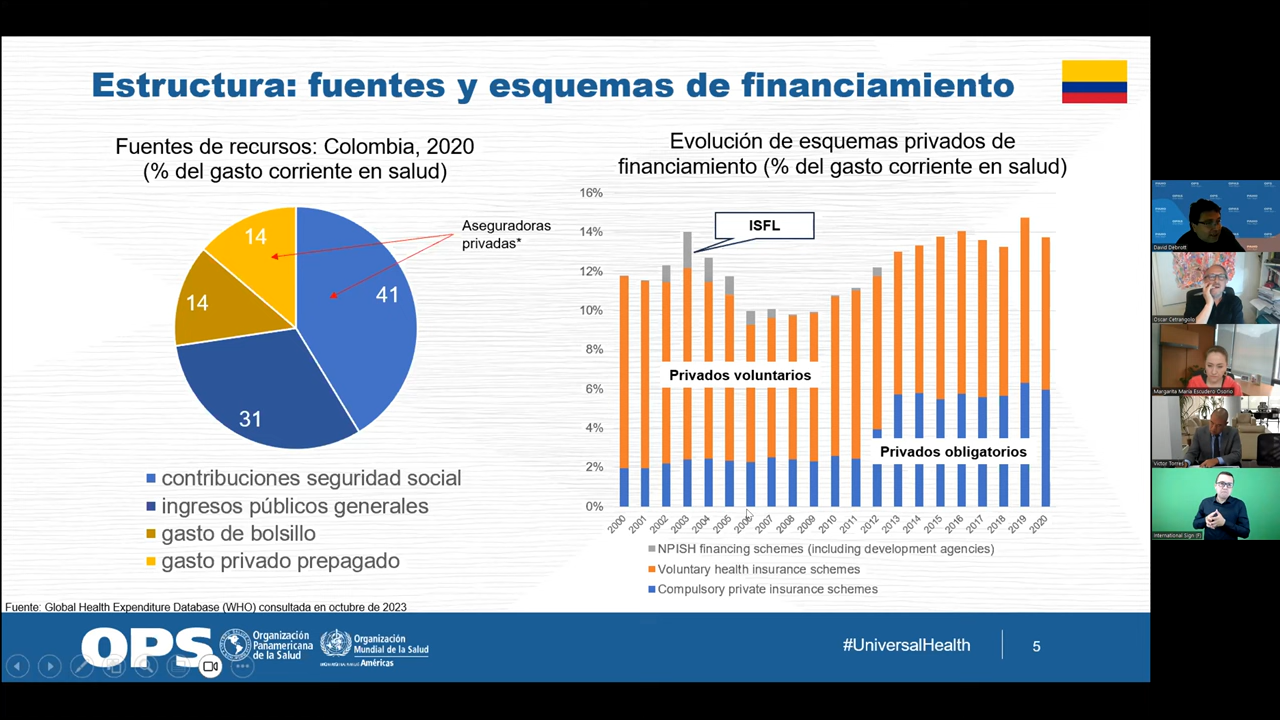 Estructura: fuentes y esquemas de financiamiento
Fuentes de recursos: Colombia, 2020
(% del gasto corriente en salud)
14
41
14
31
Aseguradoras
privadas*
contribuciones seguridad social
ingresos públicos generales
gasto de bolsillo
gasto privado prepagado
Evolución de esquemas privados de
financiamiento (% del gasto corriente en salud)
16%
14%
12%
10%
8%
6%
4%
2%
0%
ISFL
Privados voluntarios
Privados obligatorios
2000
2001
2002
2003
2004
2005
2006
2007
2008
2009
2010
2011
2012
2013
2014
2015
2016
2017
2018
2019
2020
NPISH financing schemes (including development agencies)
Voluntary health insurance schemes
Compulsory private insurance schemes
Fuente: Global Health Expenditure Database (WHO) consultada en octubre de 2023
OPS
Organización
Panamericana
de la Salud
Organización
Mundial de la Salud
Américas
#UniversalHealth
5
David Debrott
Oscar Cetrangolo
Margarita Maria Escudero Osorio
Victor Torres
International Sign (F)